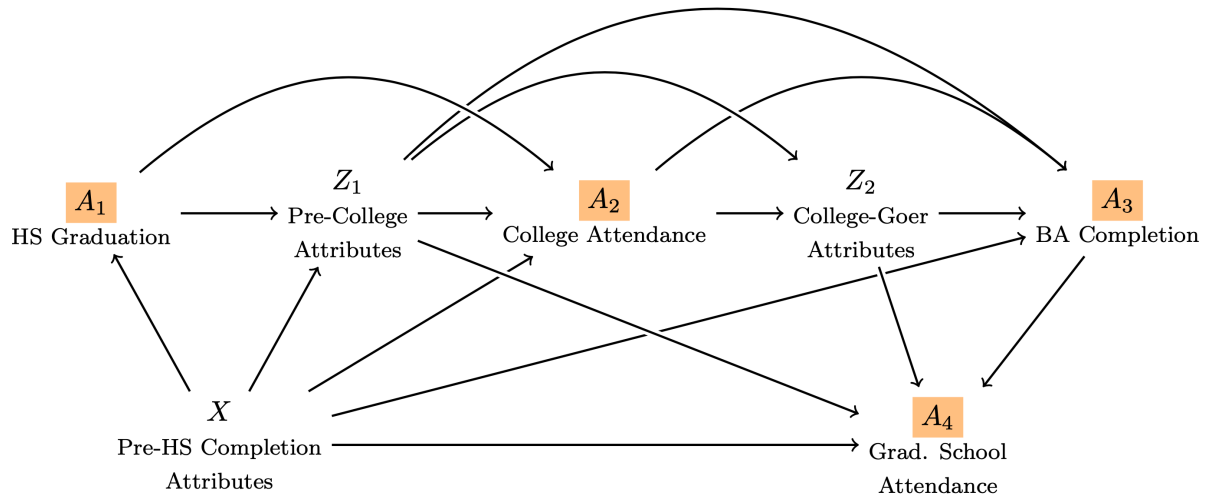 A₁
HS Graduation
Z₁
Pre-College
Attributes
A₂
College Attendance
Z₂
College-Goer
Attributes
A₃
BA Completion
X
Pre-HS Completion
Attributes
A₄
Grad. School
Attendance